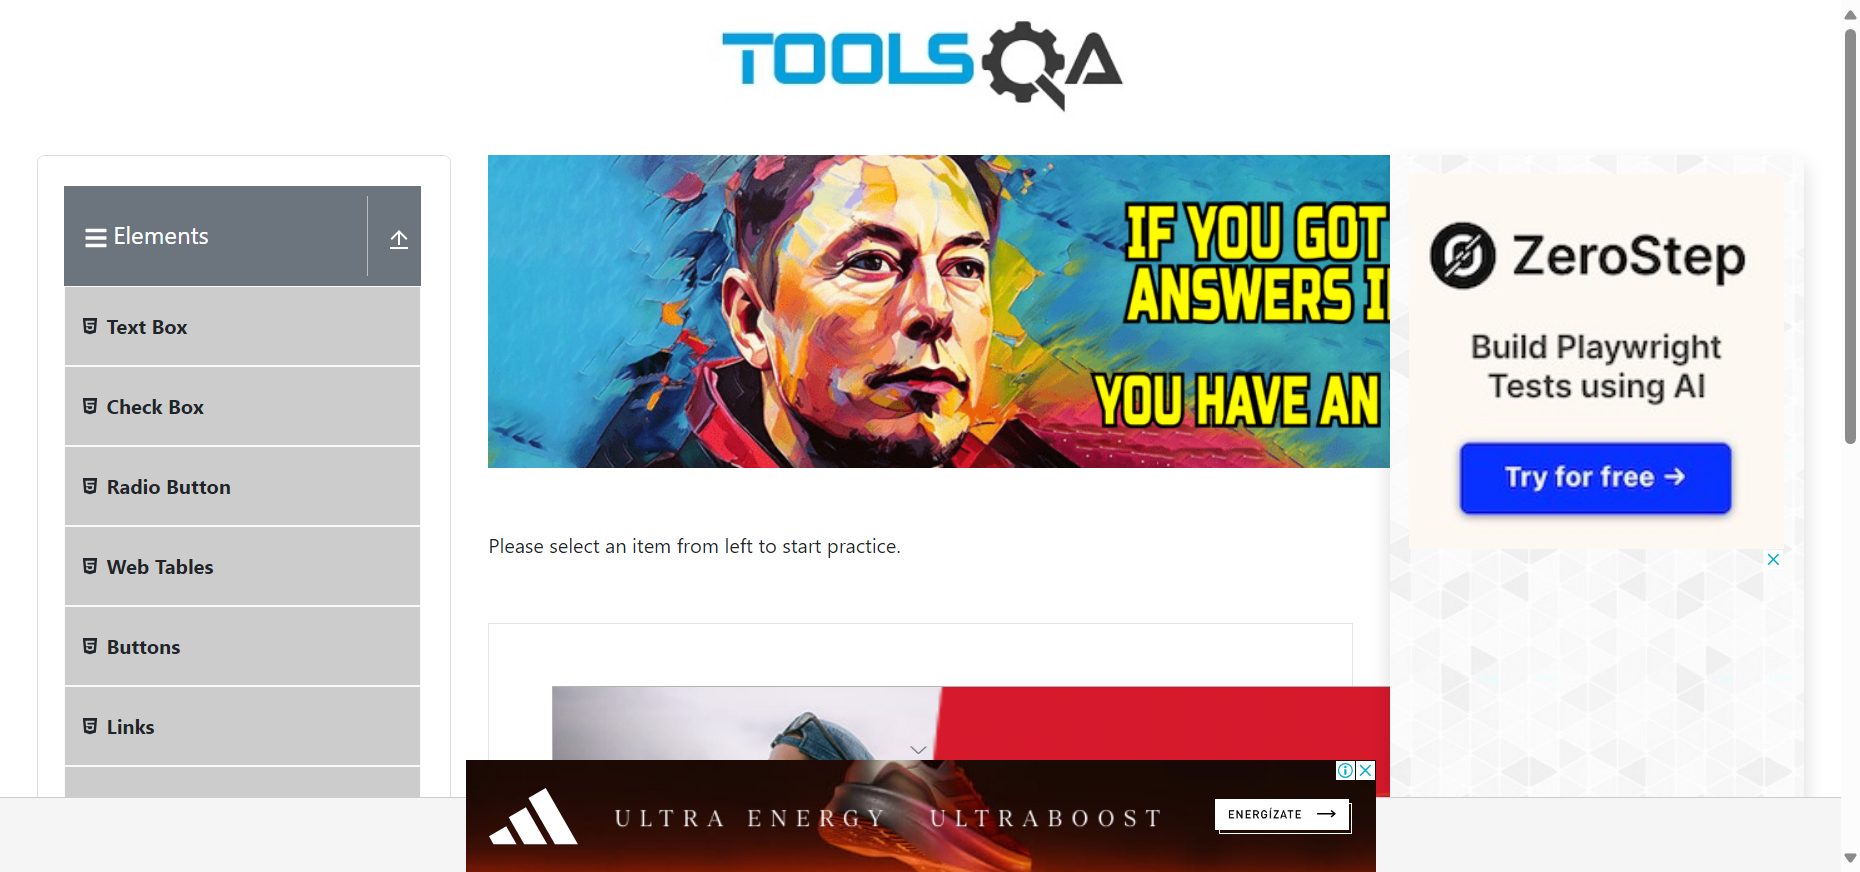 TOOLSQA
Elements
Text Box
Check Box
Radio Button
Web Tables
Buttons
Links
IF YOU GOT
ANSWERS I
YOU HAVE AN
Please select an item from left to start practice.
ZeroStep
Build Playwright
Tests using AI
Try for free →
ULTRA ENERGY ULTRABOOST
ENERGÍZATE →